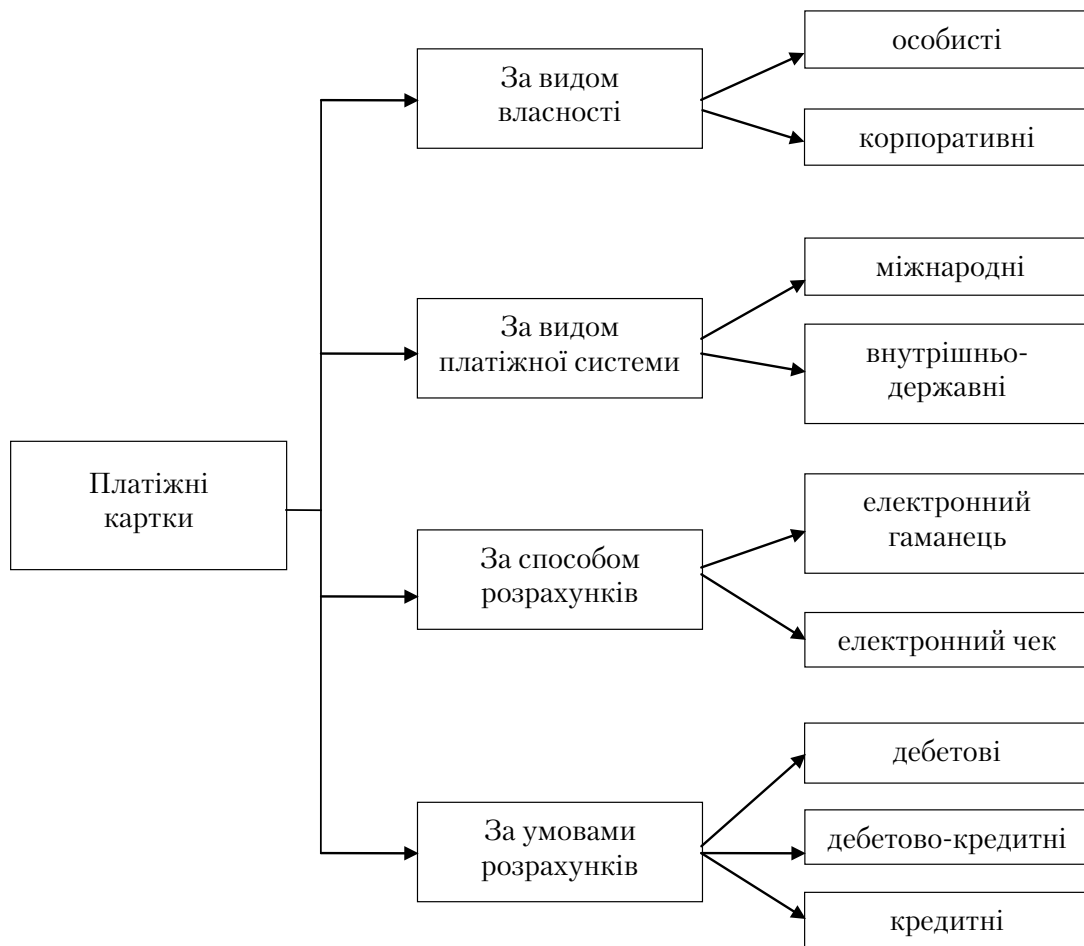 Платіжні
картки
За видом
власності
особисті
корпоративні
За видом
платіжної системи
міжнародні
внутрішньо-
державні
За способом
розрахунків
електронний
гаманець
електронний чек
За умовами
розрахунків
дебетові
дебетово-кредитні
кредитні